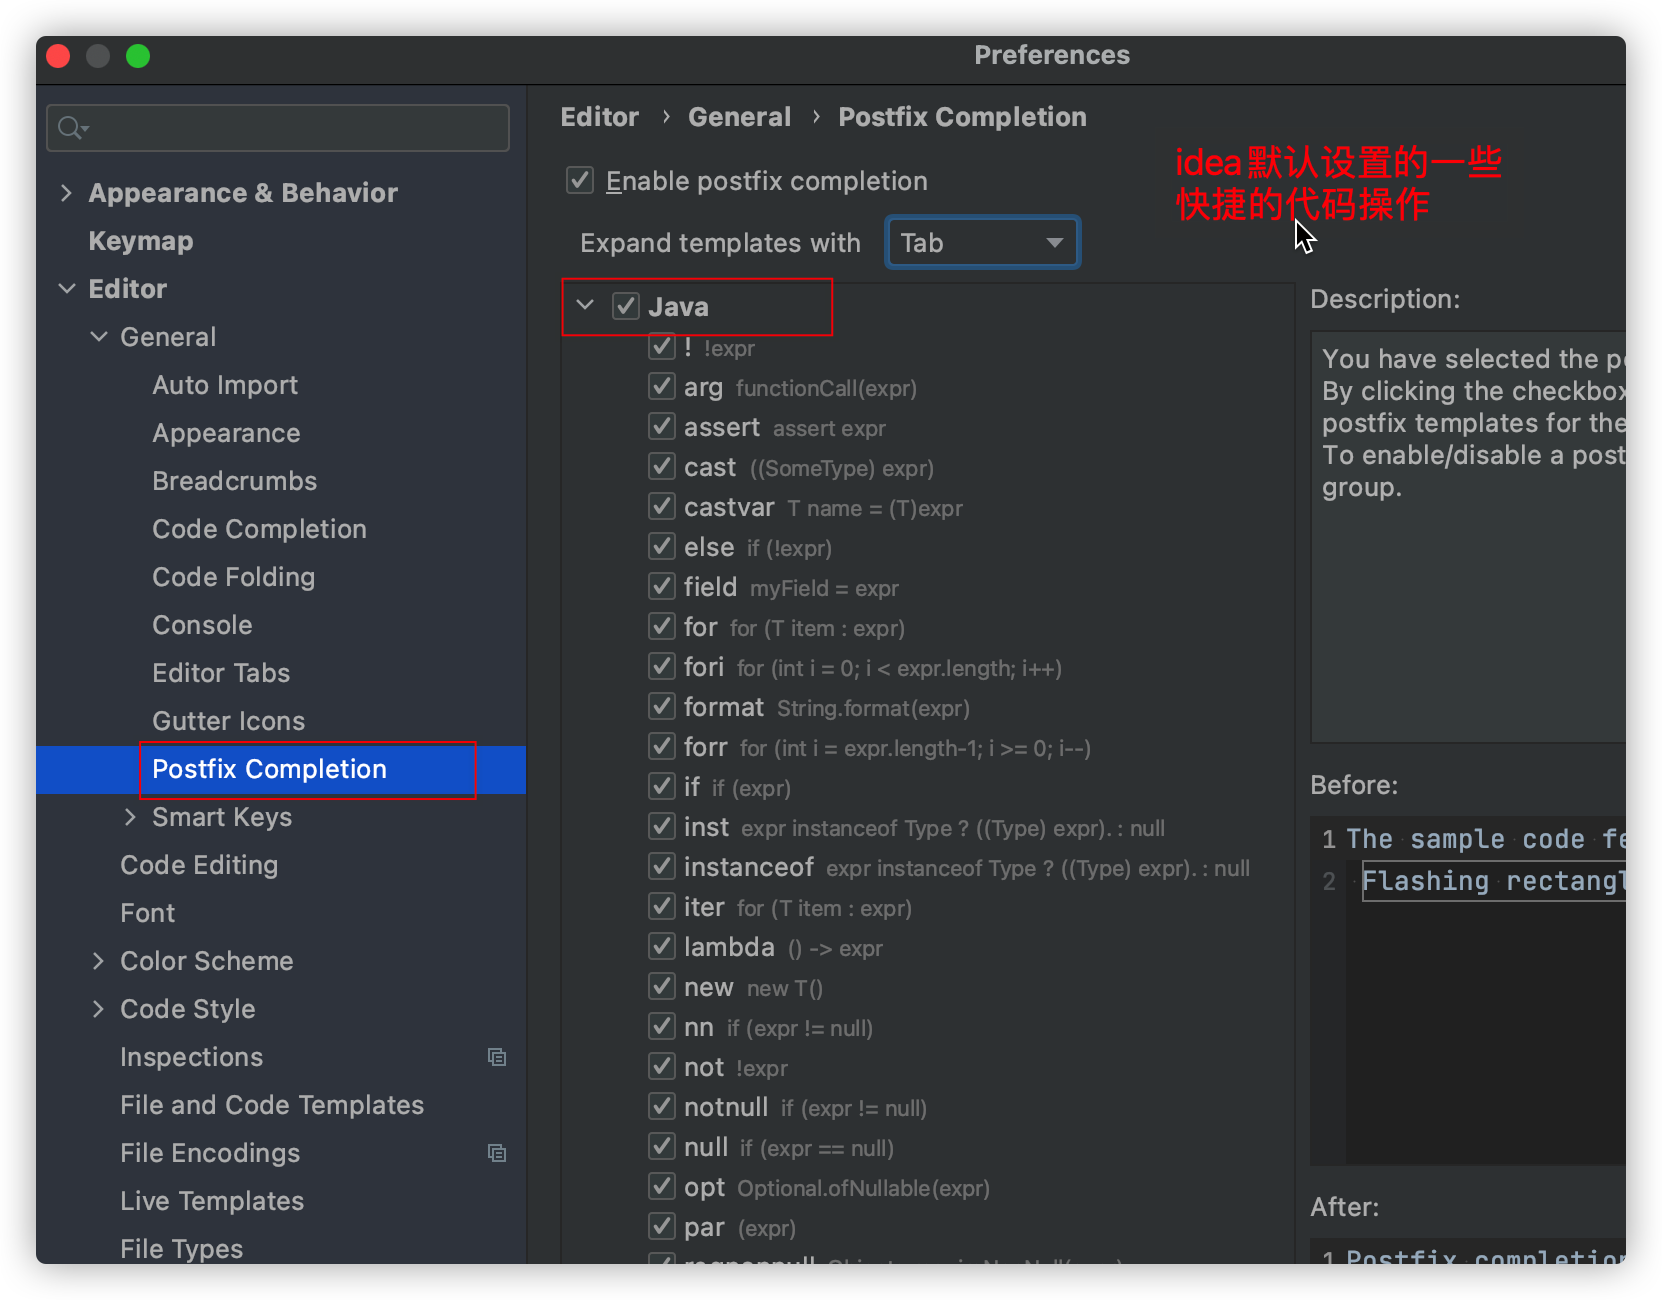 Preferences
Appearance & Behavior
Keymap
Editor
General
Auto Import
Appearance
Breadcrumbs
Code Completion
Code Folding
Console
Editor Tabs
Gutter Icons
Postfix Completion
Smart Keys
Code Editing
Font
Color Scheme
Code Style
Inspections
File and Code Templates
File Encodings
Live Templates
File Types
Editor › General › Postfix Completion
Enable postfix completion
idea默认设置的一些
快捷的代码操作
Expand templates with Tab
Java
! !expr
arg functionCall(expr)
assert assert expr
cast ((SomeType) expr)
castvar T name = (T)expr
else if (!expr)
field myField = expr
for for (T item : expr)
fori for (int i = 0; i < expr.length; i++)
format String.format(expr)
forr for (int i = expr.length-1; i >= 0; i--)
if if (expr)
inst expr instanceof Type ? ((Type) expr). : null
instanceof expr instanceof Type ? ((Type) expr). : null
iter for (T item : expr)
lambda () -> expr
new new T()
nn if (expr != null)
not !expr
notnull if (expr != null)
null if (expr == null)
opt Optional.ofNullable(expr)
par (expr)
Description:
You have selected the
By clicking the checkbox
postfix templates for the
To enable/disable a
group.
Before:
1 The sample code
2 Flashing
After:
1 Postfix